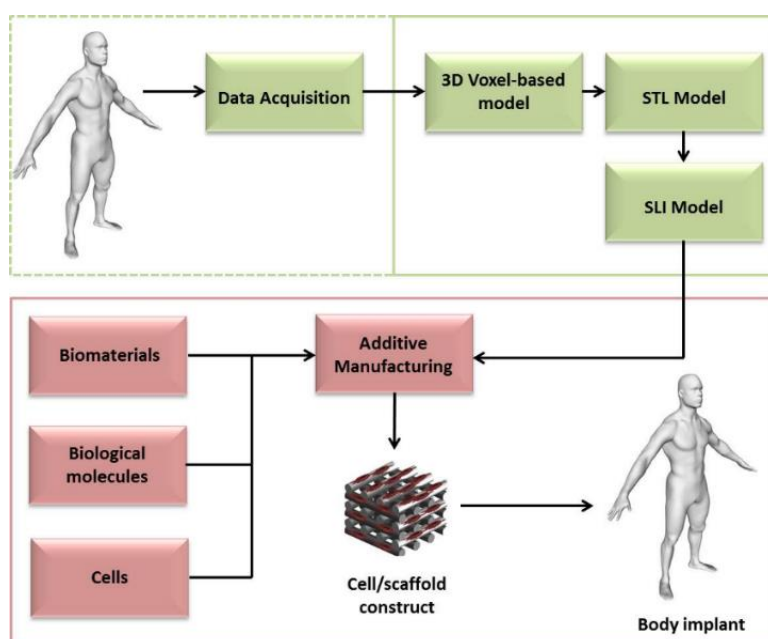 Data Acquisition
3D Voxel-based
model
STL Model
SLI Model
Biomaterials
Additive
Manufacturing
Biological
molecules
Cells
Cell/scaffold
construct
Body implant